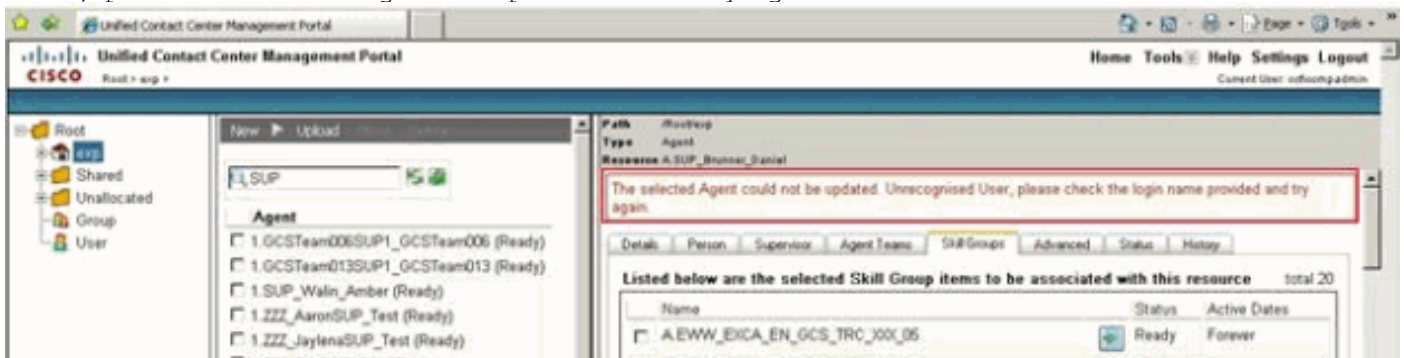 Unified Contact Center Management Portal
Page Tools
Unified Contact Center Management Portal
Home Tools Help Settings Logout
CISCO Root > exp >
Current User:
Root
exp
Shared
Unallocated
Group
User
New Upload
SUP
Agent
1.GCSTeam006SUP1_GCSTeam006 (Ready)
1.GCSTeam013SUP1_GCSTeam013 (Ready)
1.SUP_Walin_Amber (Ready)
1.ZZZ_AaronSUP_Test (Ready)
1.ZZZ_JaylenaSUP_Test (Ready)
Path /Root/exp
Type Agent
Resource A.SUP_Brunner_Daniel
The selected Agent could not be updated. Unrecognised User, please check the login name provided and try
again.
Details Person Supervisor Agent Teams Skill Groups Advanced Status History
Listed below are the selected Skill Group items to be associated with this resource total 20
Name Status Active Dates
A.EWW_EXCA_EN_GCS_TRC_XXX_05 Ready Forever